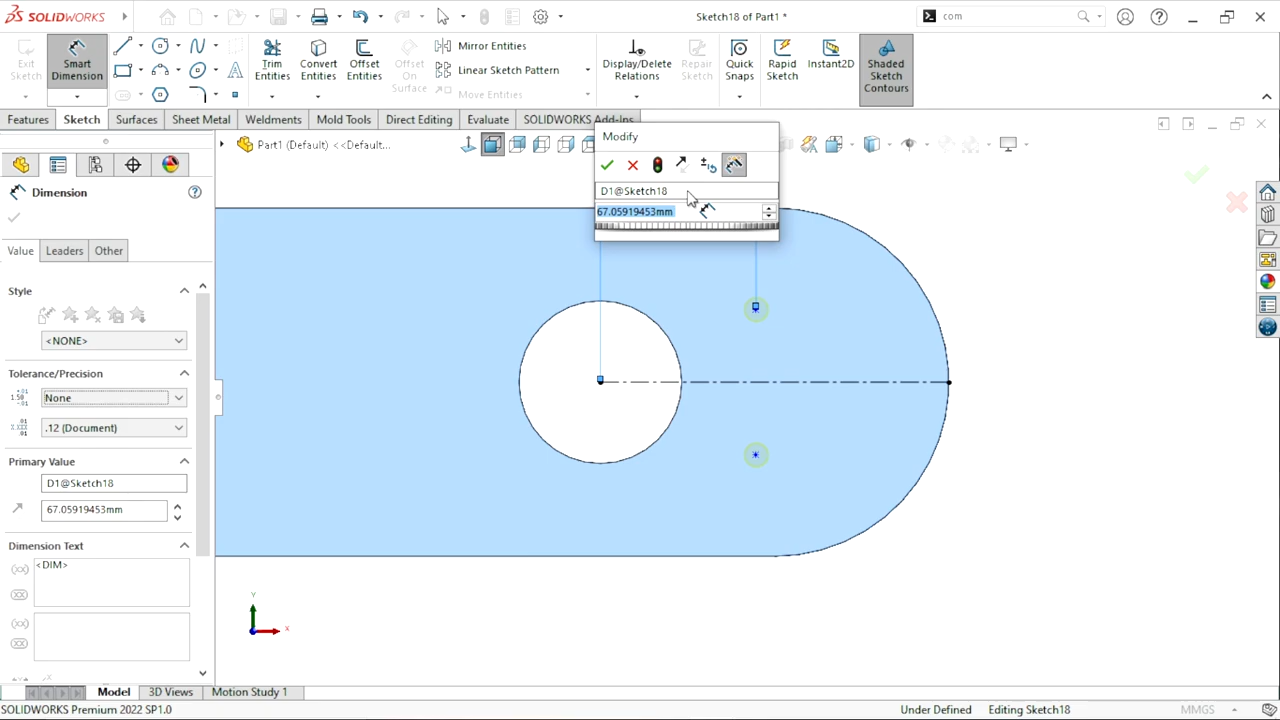 SOLIDWORKS
Sketch18 of Part1 *
com
Exit Sketch
Smart Dimension
Trim Entities
Convert Entities
Offset Entities
Offset On Surface
Mirror Entities
Linear Sketch Pattern
Move Entities
Display/Delete Relations
Repair Sketch
Quick Snaps
Rapid Sketch
Instant2D
Shaded Sketch Contours
Features
Sketch
Surfaces
Sheet Metal
Weldments
Mold Tools
Direct Editing
Evaluate
SOLIDWORKS Add-Ins
Part1 (Default) <<Default...
Modify
D1@Sketch18
67.05919453mm
Dimension
Value
Leaders
Other
Style
<NONE>
Tolerance/Precision
None
.12 (Document)
Primary Value
D1@Sketch18
67.05919453mm
Dimension Text
<DIM>
Y
X
Model
3D Views
Motion Study 1
SOLIDWORKS Premium 2022 SP1.0
Under Defined
Editing Sketch18
MMGS